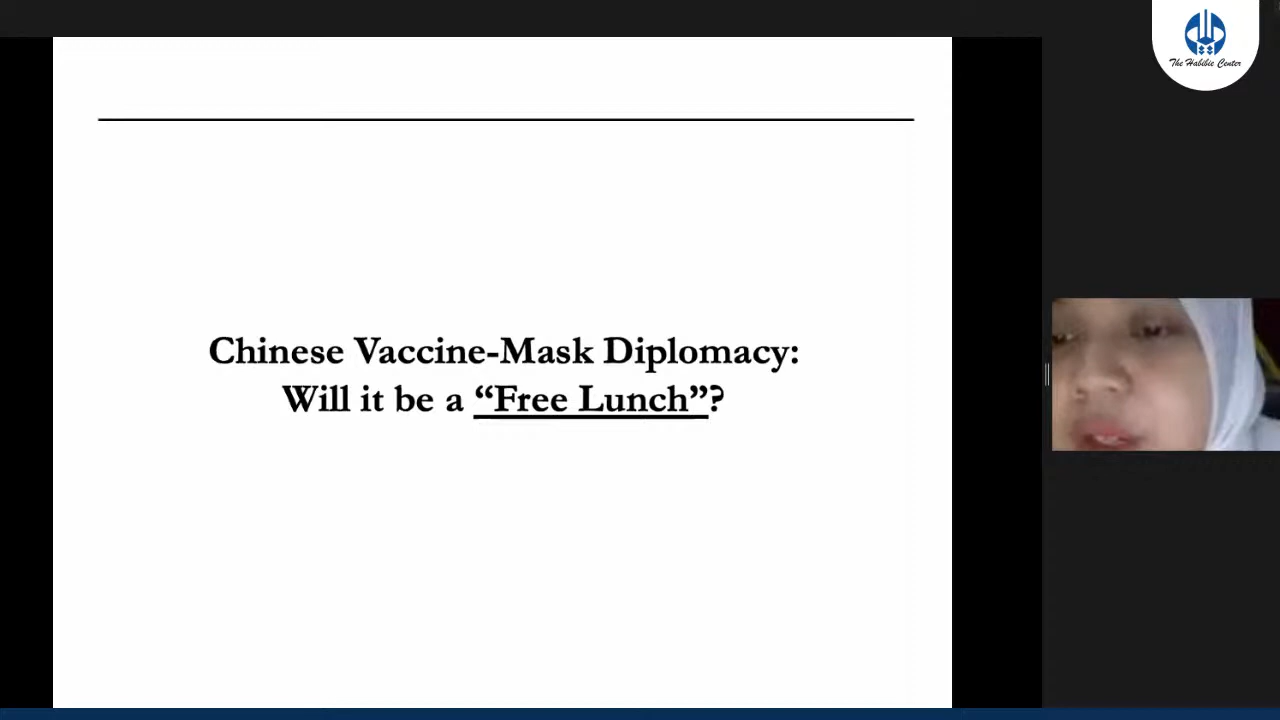 The Habibie Center
Chinese Vaccine-Mask Diplomacy:
Will it be a “Free Lunch”?